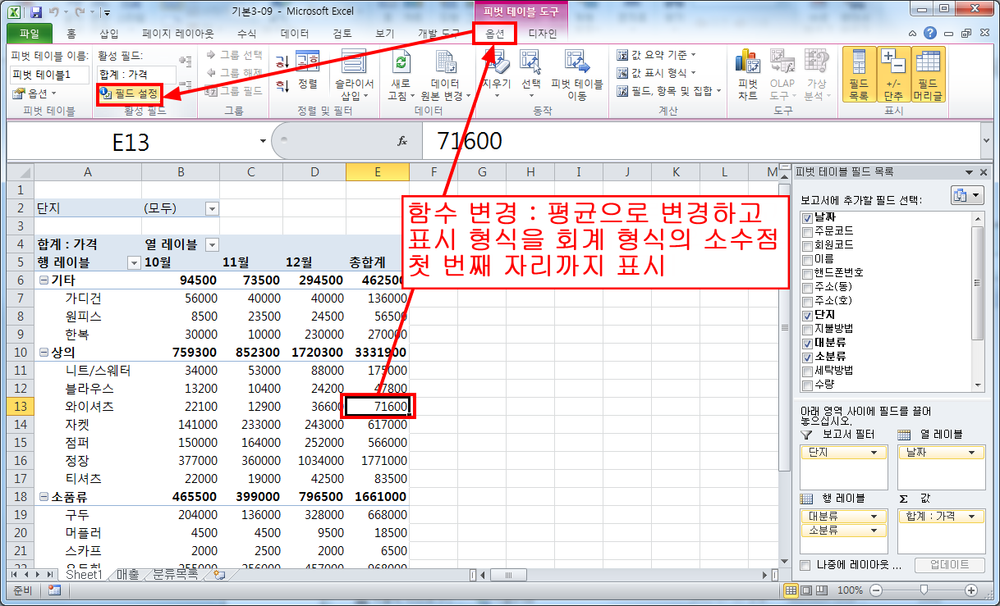 기본3-09 - Microsoft Excel
피벗 테이블 도구
파일 홈 삽입 페이지 레이아웃 수식 데이터 검토 보기 개발 도구 옵션 디자인
피벗 테이블 이름:
피벗 테이블1
옵션
피벗 테이블
활성 필드:
합계 : 가격
필드 설정
활성 필드
그룹 선택
그룹 해제
그룹 필드
그룹
정렬
슬라이서 삽입
정렬 및 필터
새로 고침
데이터 원본 변경
데이터
지우기
선택
피벗 테이블 이동
동작
값 요약 기준
값 표시 형식
필드, 항목 및 집합
계산
피벗 차트
OLAP 도구
가상 분석
도구
필드 목록
+/- 단추
필드 머리글
표시
E13 fx 71600
A B C D E F G H I J K L M
1
2 단지 (모두)
3
4 합계 : 가격 열 레이블
5 행 레이블 10월 11월 12월 총합계
6 기타 94500 73500 294500 462500
7 가디건 56000 40000 40000 136000
8 원피스 8500 23500 24500 56500
9 한복 30000 10000 230000 270000
10 상의 759300 852300 1720300 3331900
11 니트/스웨터 34000 53000 88000 175000
12 블라우스 13200 10400 24200 47800
13 와이셔츠 22100 12900 36600 71600
14 자켓 141000 233000 243000 617000
15 점퍼 150000 164000 252000 566000
16 정장 377000 360000 1034000 1771000
17 티셔츠 22000 19000 42500 83500
18 소품류 465500 399000 796500 1661000
19 구두 204000 136000 328000 668000
20 머플러 4500 4500 9500 18500
21 스카프 2000 2500 2000 6500
함수 변경 : 평균으로 변경하고
표시 형식을 회계 형식의 소수점
첫 번째 자리까지 표시
피벗 테이블 필드 목록
보고서에 추가할 필드 선택:
날짜
주문코드
회원코드
이름
핸드폰번호
주소(동)
주소(호)
단지
지불방법
대분류
소분류
세탁방법
수량
아래 영역 사이에 필드를 끌어
놓으십시오.
보고서 필터 열 레이블
단지 날짜
행 레이블 Σ 값
대분류 합계 : 가격
소분류
나중에 레이아웃 ... 업데이트
Sheet1 매출 분류목록
준비 100%